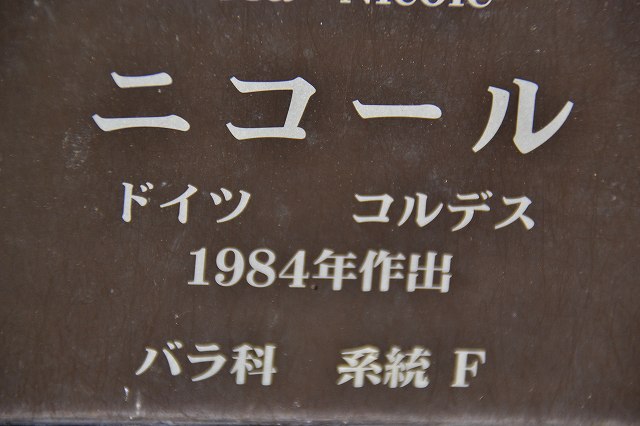 Nicole
ニコール
ドイツ コルデス
1984年作出
バラ科 系統 F